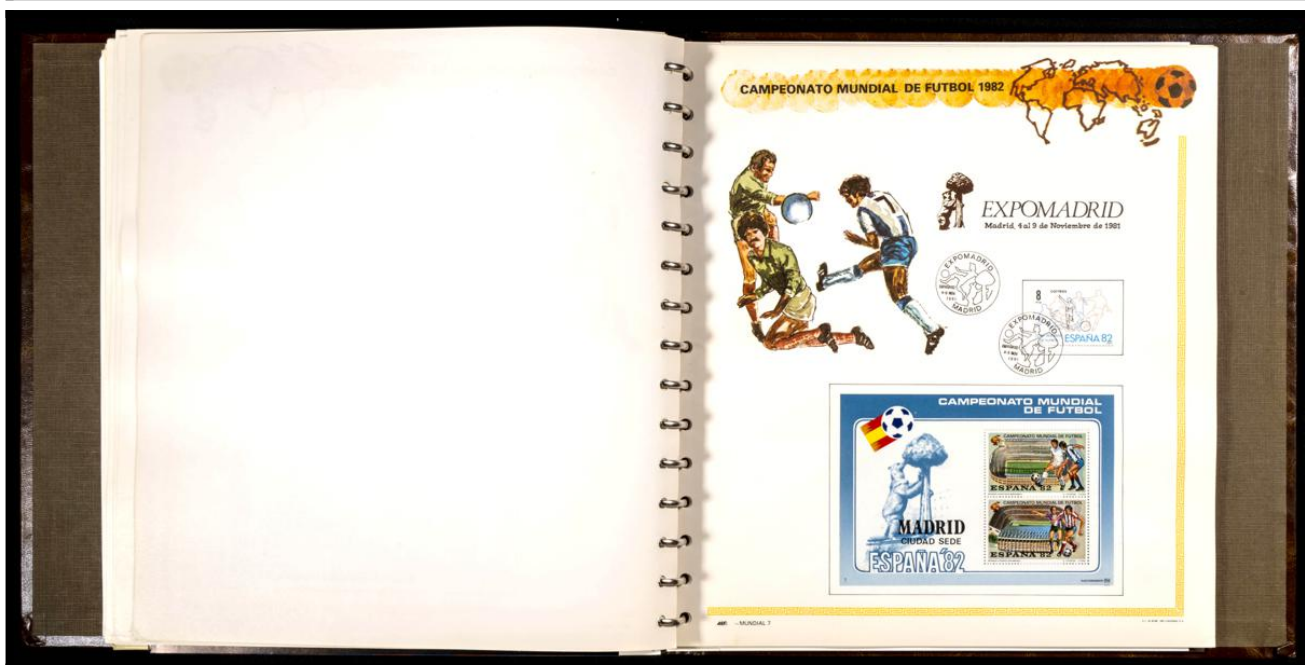 CAMPEONATO MUNDIAL DE FUTBOL 1982
EXPOMADRID
Madrid, 4 al 9 de Noviembre de 1981
EXPOMADRID
MADRID
8
CORREOS
ESPAÑA 82
EXPOMADRID
MADRID
CAMPEONATO MUNDIAL
DE FUTBOL
CAMPEONATO MUNDIAL DE FUTBOL
ESPAÑA 82
CAMPEONATO MUNDIAL DE FUTBOL
ESPAÑA 82
MADRID
CIUDAD SEDE
ESPAÑA'82
- MUNDIAL 7